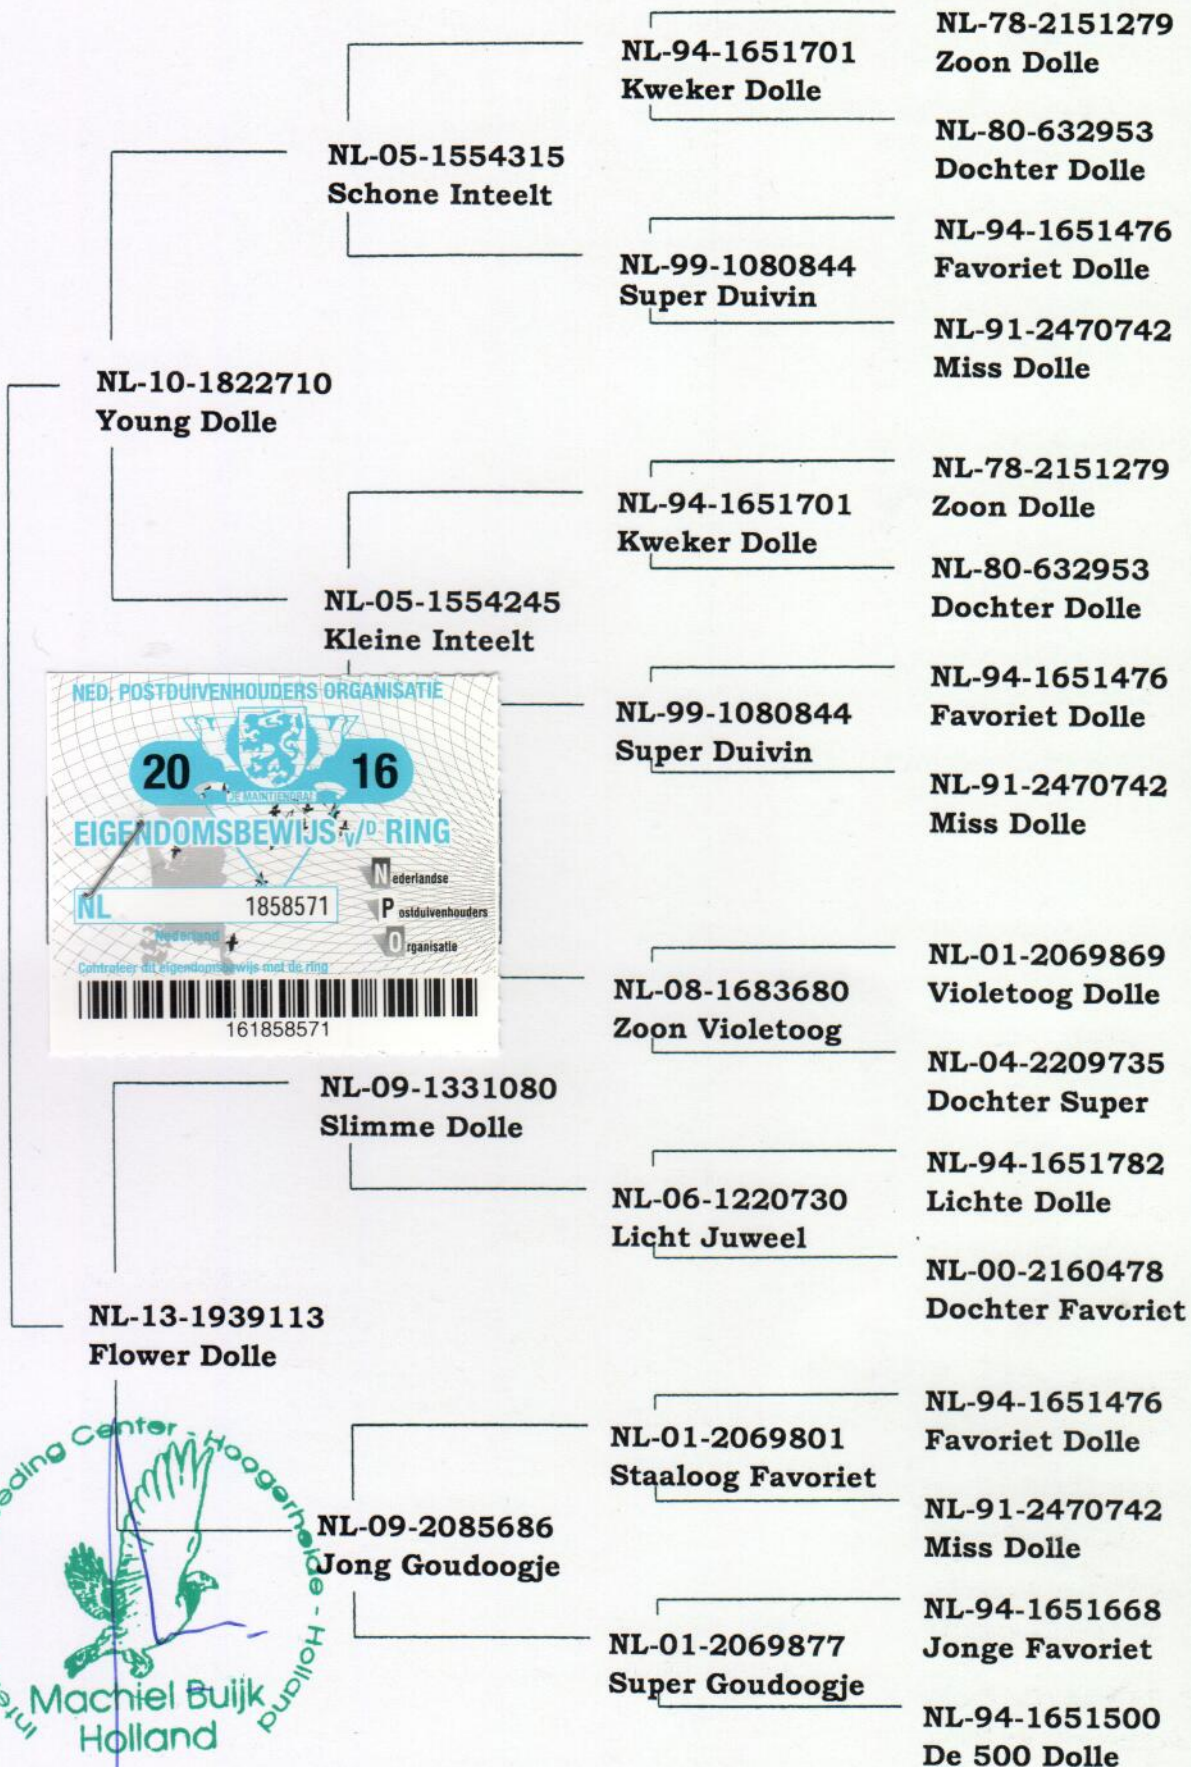 NL-78-2151279
Zoon Dolle
NL-94-1651701
Kweker Dolle
NL-80-632953
Dochter Dolle
NL-05-1554315
Schone Inteelt
NL-94-1651476
Favoriet Dolle
NL-99-1080844
Super Duivin
NL-91-2470742
Miss Dolle
NL-10-1822710
Young Dolle
NL-78-2151279
Zoon Dolle
NL-94-1651701
Kweker Dolle
NL-80-632953
Dochter Dolle
NL-05-1554245
Kleine Inteelt
NL-94-1651476
Favoriet Dolle
NL-99-1080844
Super Duivin
NL-91-2470742
Miss Dolle
NED. POSTDUIVENHOUDERS ORGANISATIE
20 16
JE MAINTIENDRAI
EIGENDOMSBEWIJS v/D RING
Nederlandse
NL 1858571
Postduivenhouders
Nederland
Organisatie
Controleer dit eigendomsbewijs met de ring
161858571
NL-01-2069869
Violetoog Dolle
NL-08-1683680
Zoon Violetoog
NL-04-2209735
Dochter Super
NL-09-1331080
Slimme Dolle
NL-94-1651782
Lichte Dolle
NL-06-1220730
Licht Juweel
NL-00-2160478
Dochter Favoriet
NL-13-1939113
Flower Dolle
NL-94-1651476
Favoriet Dolle
NL-01-2069801
Staaloog Favoriet
NL-91-2470742
Miss Dolle
NL-09-2085686
Jong Goudoogje
NL-94-1651668
Jonge Favoriet
NL-01-2069877
Super Goudoogje
NL-94-1651500
De 500 Dolle
Center - Hoogerheide - Holland
Machiel Buijk
Holland